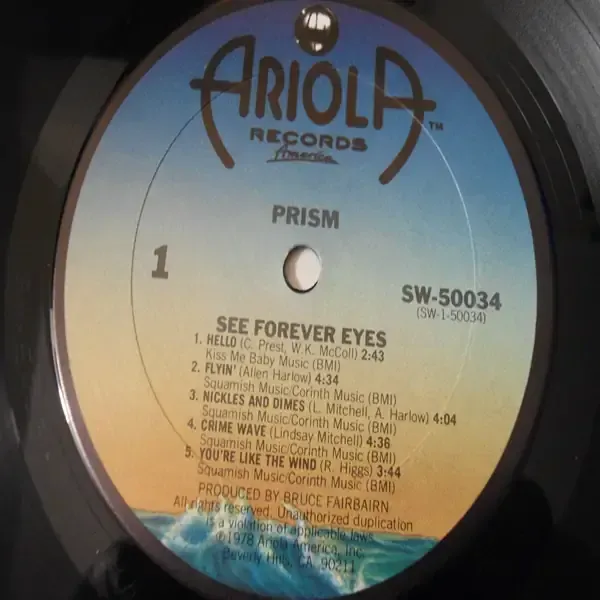 ARIOLA™
RECORDS
America
PRISM
1
SW-50034
(SW-1-50034)
SEE FOREVER EYES
1. HELLO (C. Prest, W.K. McColl) 2:43
Kiss Me Baby Music (BMI)
2. FLYIN' (Allen Harlow) 4:34
Squamish Music/Corinth Music (BMI)
3. NICKLES AND DIMES (L. Mitchell, A. Harlow) 4:04
Squamish Music/Corinth Music (BMI)
4. CRIME WAVE (Lindsay Mitchell) 4:36
Squamish Music/Corinth Music (BMI)
5. YOU'RE LIKE THE WIND (R. Higgs) 3:44
Squamish Music/Corinth Music (BMI)
PRODUCED BY BRUCE FAIRBAIRN
All rights reserved. Unauthorized duplication
is a violation of applicable laws.
©1978 Ariola America, Inc.
Beverly Hills, CA. 90211